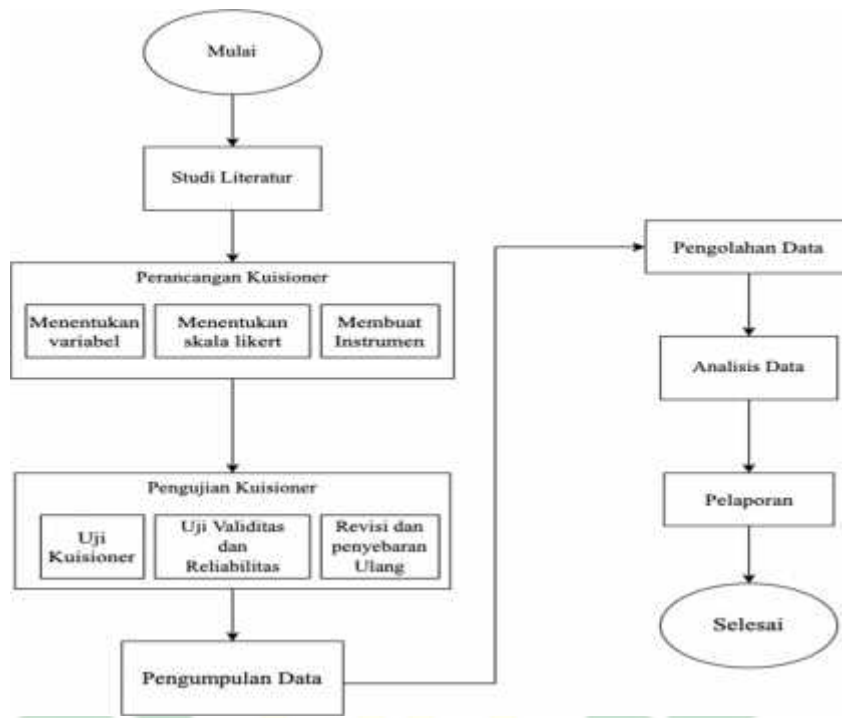 Mulai
Studi Literatur
Perancangan Kuisioner
Menentukan
variabel
Menentukan
skala likert
Membuat
Instrumen
Pengujian Kuisioner
Uji
Kuisioner
Uji Validitas
dan
Reliabilitas
Revisi dan
penyebaran
Ulang
Pengumpulan Data
Pengolahan Data
Analisis Data
Pelaporan
Selesai